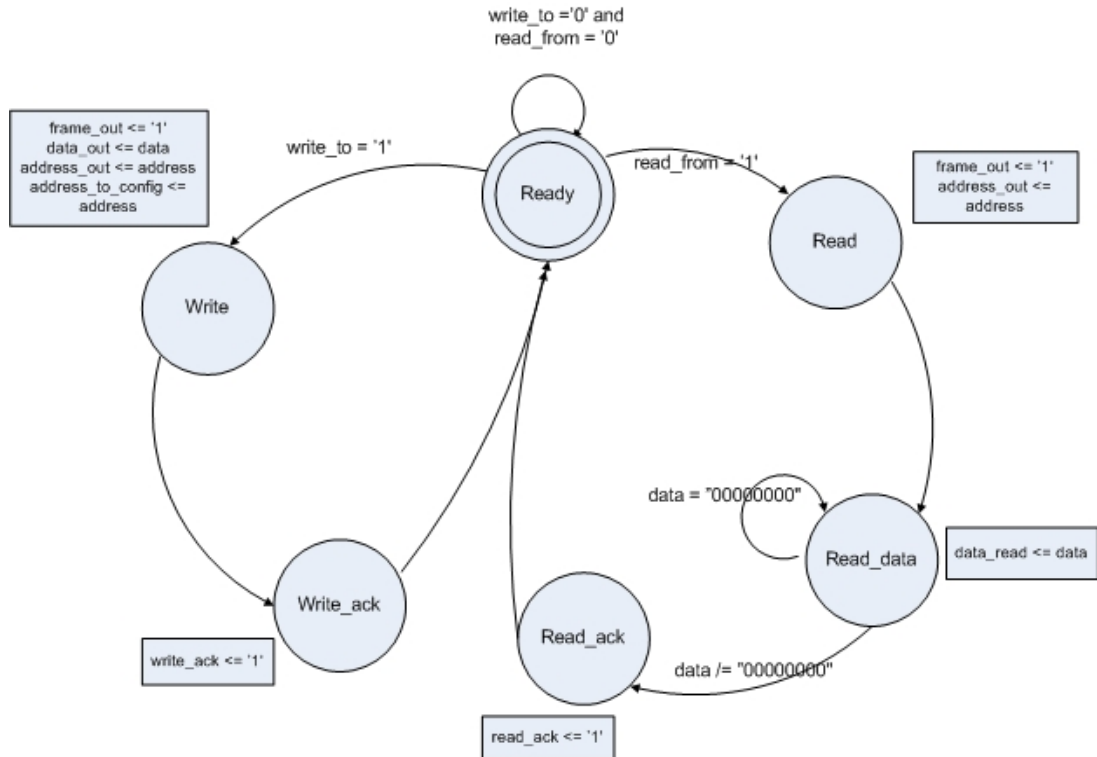 write_to ='0' and
read_from = '0'
frame_out <= '1'
data_out <= data
address_out <= address
address_to_config <=
address
write_to = '1'
Ready
read_from = '1'
frame_out <= '1'
address_out <=
address
Read
Write
data = "00000000"
Read_data
data_read <= data
Write_ack
write_ack <= '1'
Read_ack
data /= "00000000"
read_ack <= '1'